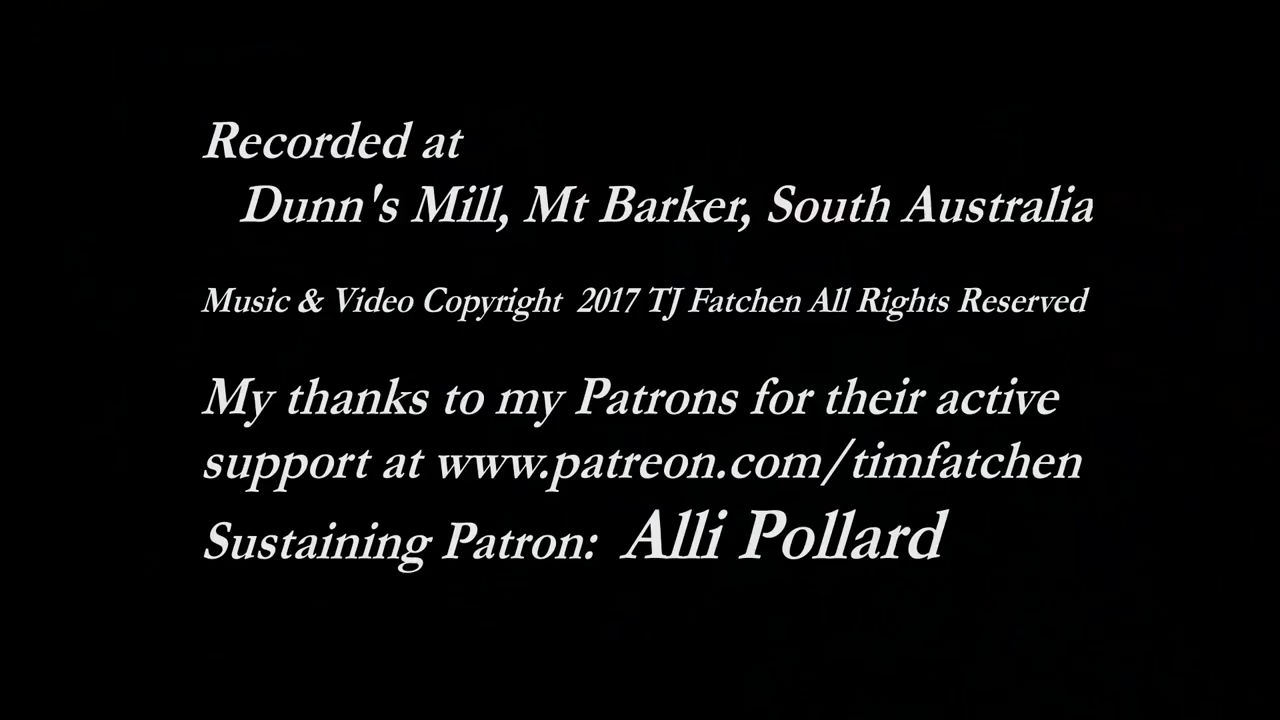 Recorded at
Dunn's Mill, Mt Barker, South Australia
Music & Video Copyright 2017 TJ Fatchen All Rights Reserved
My thanks to my Patrons for their active
support at www.patreon.com/timfatchen
Sustaining Patron: Alli Pollard